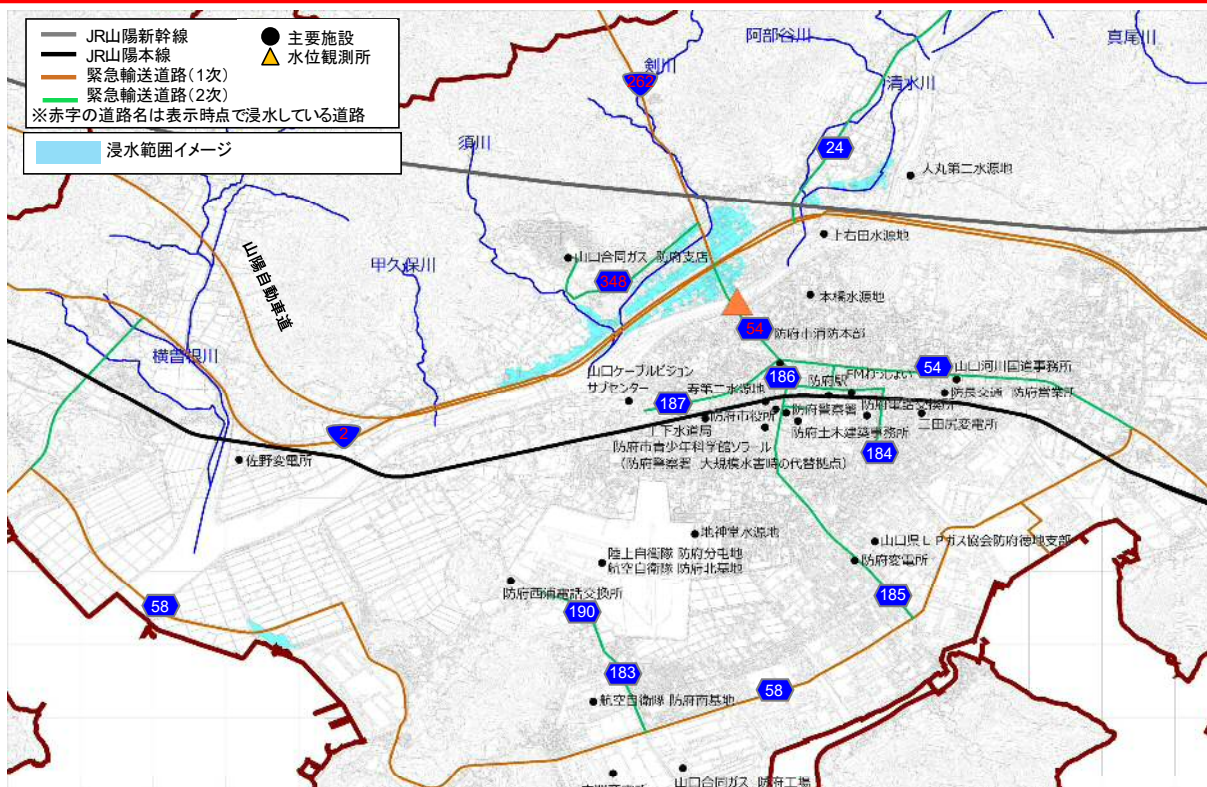 JR山陽新幹線
JR山陽本線
緊急輸送道路(1次)
緊急輸送道路(2次)
主要施設
水位観測所
※赤字の道路名は表示時点で浸水している道路
浸水範囲イメージ
阿部谷川
真尾川
剣川
262
清水川
須川
24
人丸第二水源地
上右田水源地
山陽自動車道
甲久保川
山口合同ガス 防府支店
348
本橋水源地
54
防府市消防本部
横曽根川
山口ケーブルビジョン
サブセンター
186
防府駅
FMわっしょい
54
山口河川国道事務所
187
寿第二水源地
防長交通 防府営業所
防府市役所
防府警察署
防府電話交換所
上下水道局
防府土木建築事務所
三田尻変電所
2
佐野変電所
防府市青少年科学館ソラール
(防府警察署 大規模水害時の代替拠点)
184
地神堂水源地
山口県LPガス協会防府徳地支部
陸上自衛隊 防府分屯地
航空自衛隊 防府北基地
防府変電所
防府西浦電話交換所
58
190
185
183
58
航空自衛隊 防府南基地
山口合同ガス 防府工場